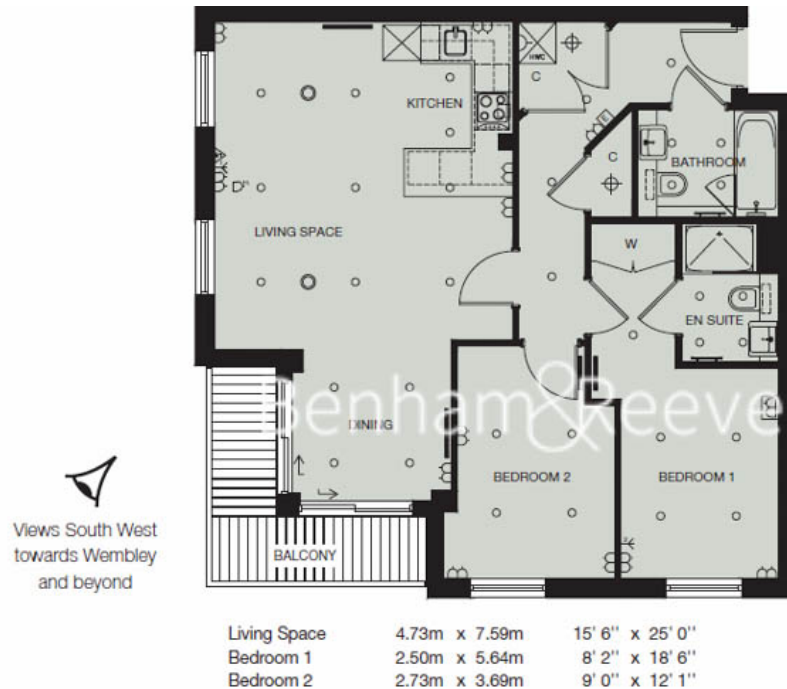 KITCHEN
HWC
C
C
BATHROOM
LIVING SPACE
W
EN SUITE
Benham&Reeve
DINING
BEDROOM 2
BEDROOM 1
Views South West
towards Wembley
and beyond
BALCONY
Living Space 4.73m x 7.59m 15' 6'' x 25' 0''
Bedroom 1 2.50m x 5.64m 8' 2'' x 18' 6''
Bedroom 2 2.73m x 3.69m 9' 0'' x 12' 1''